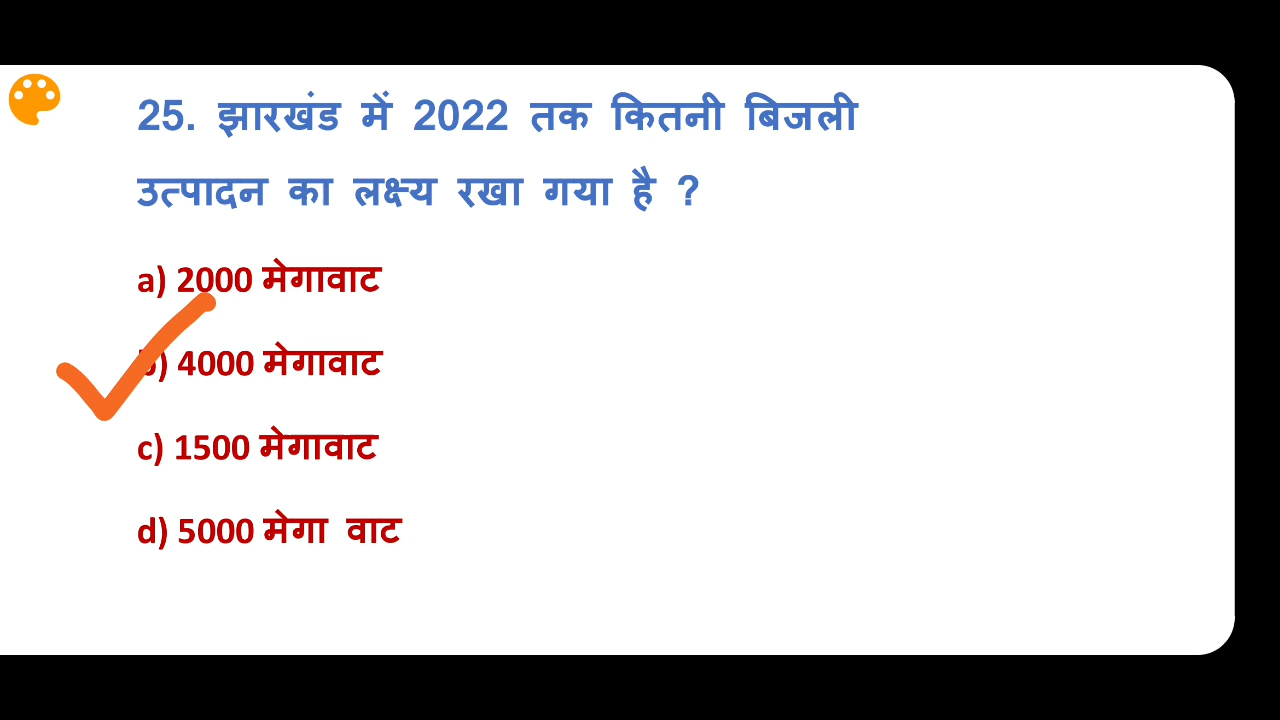 25. झारखंड में 2022 तक कितनी बिजली
उत्पादन का लक्ष्य रखा गया है ?
a) 2000 मेगावाट
b) 4000 मेगावाट
c) 1500 मेगावाट
d) 5000 मेगा वाट